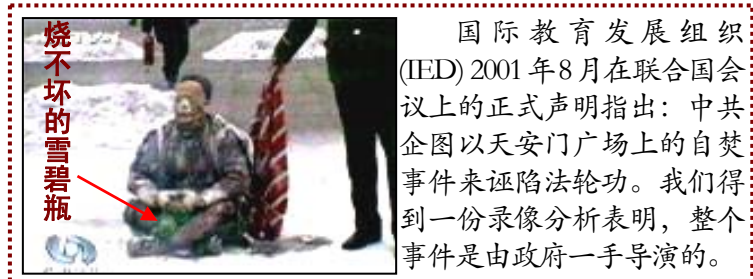 烧不坏的雪碧瓶
国际教育发展组织
(IED) 2001 年8 月在联合国会
议上的正式声明指出：中共
企图以天安门广场上的自焚
事件来诬陷法轮功。我们得
到一份录像分析表明，整个
事件是由政府一手导演的。